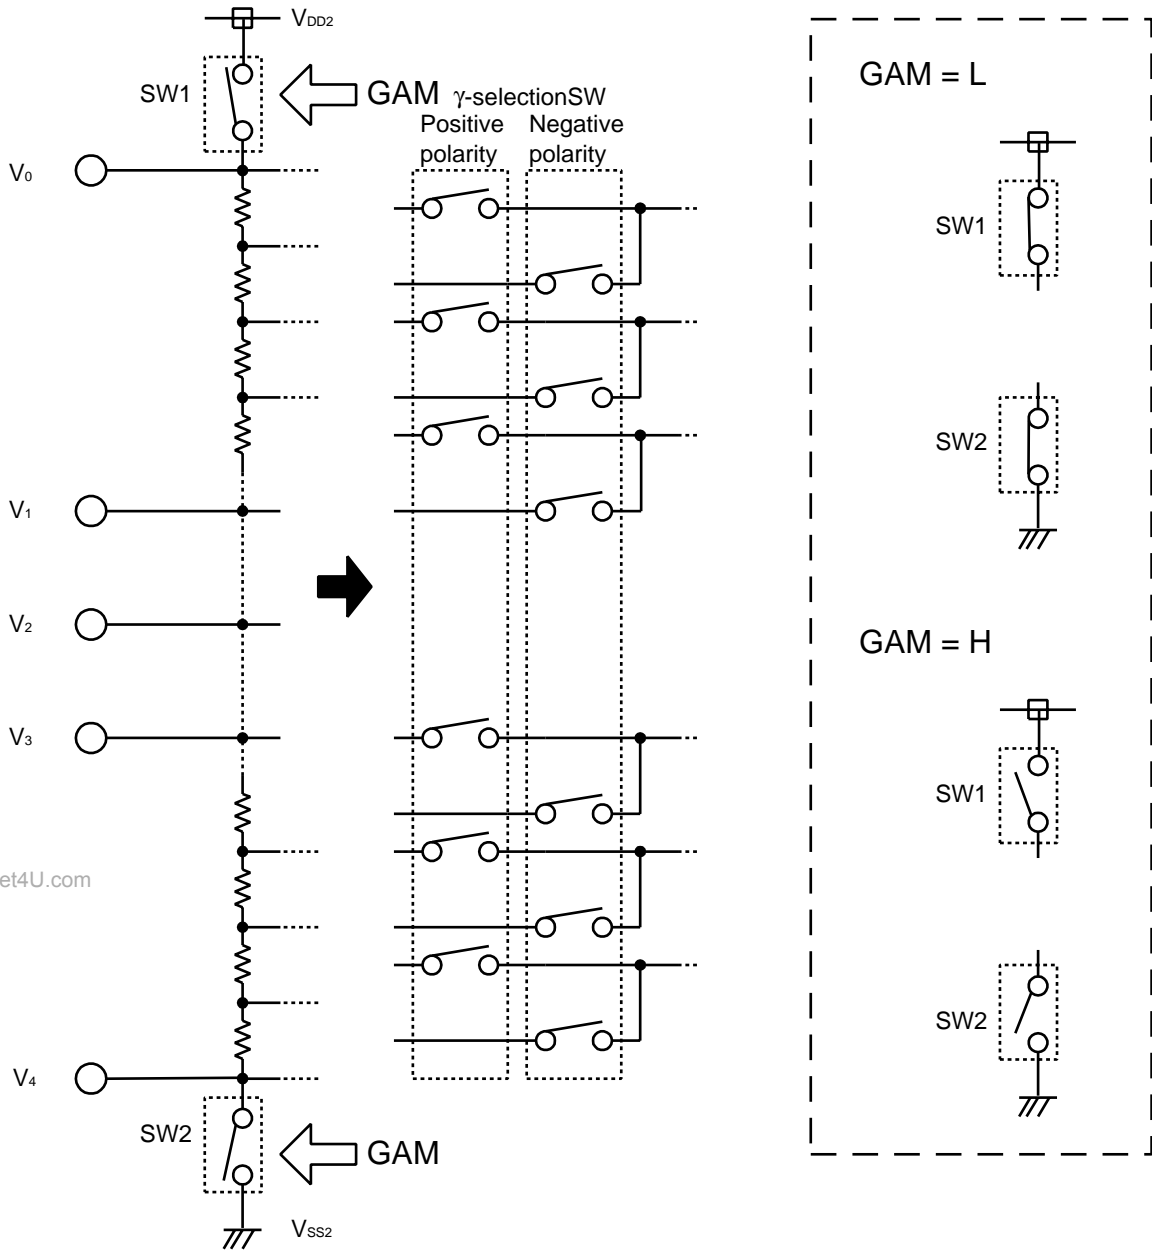 VDD2
SW1
GAM
γ-selectionSW
Positive polarity
Negative polarity
V0
V1
V2
V3
et4U.com
V4
SW2
GAM
VSS2
GAM = L
SW1
SW2
GAM = H
SW1
SW2